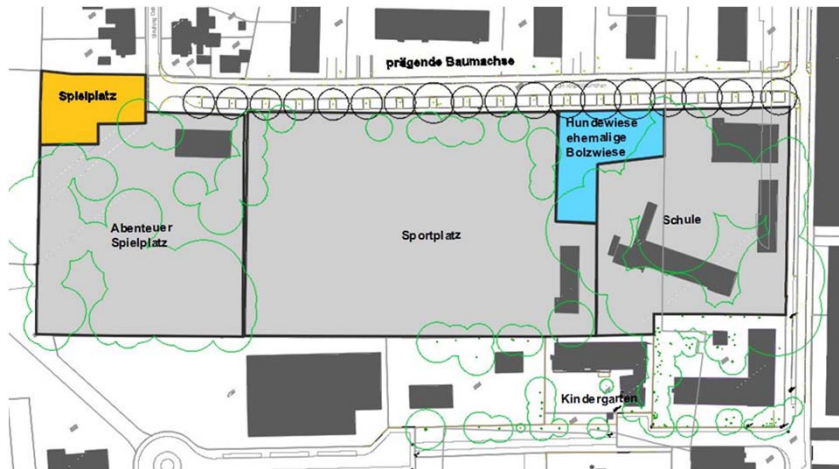 prägende Baumachse
Spielplatz
Hundewiese
ehemalige
Bolzwiese
Abenteuer
Spielplatz
Sportplatz
Schule
Kindergarten